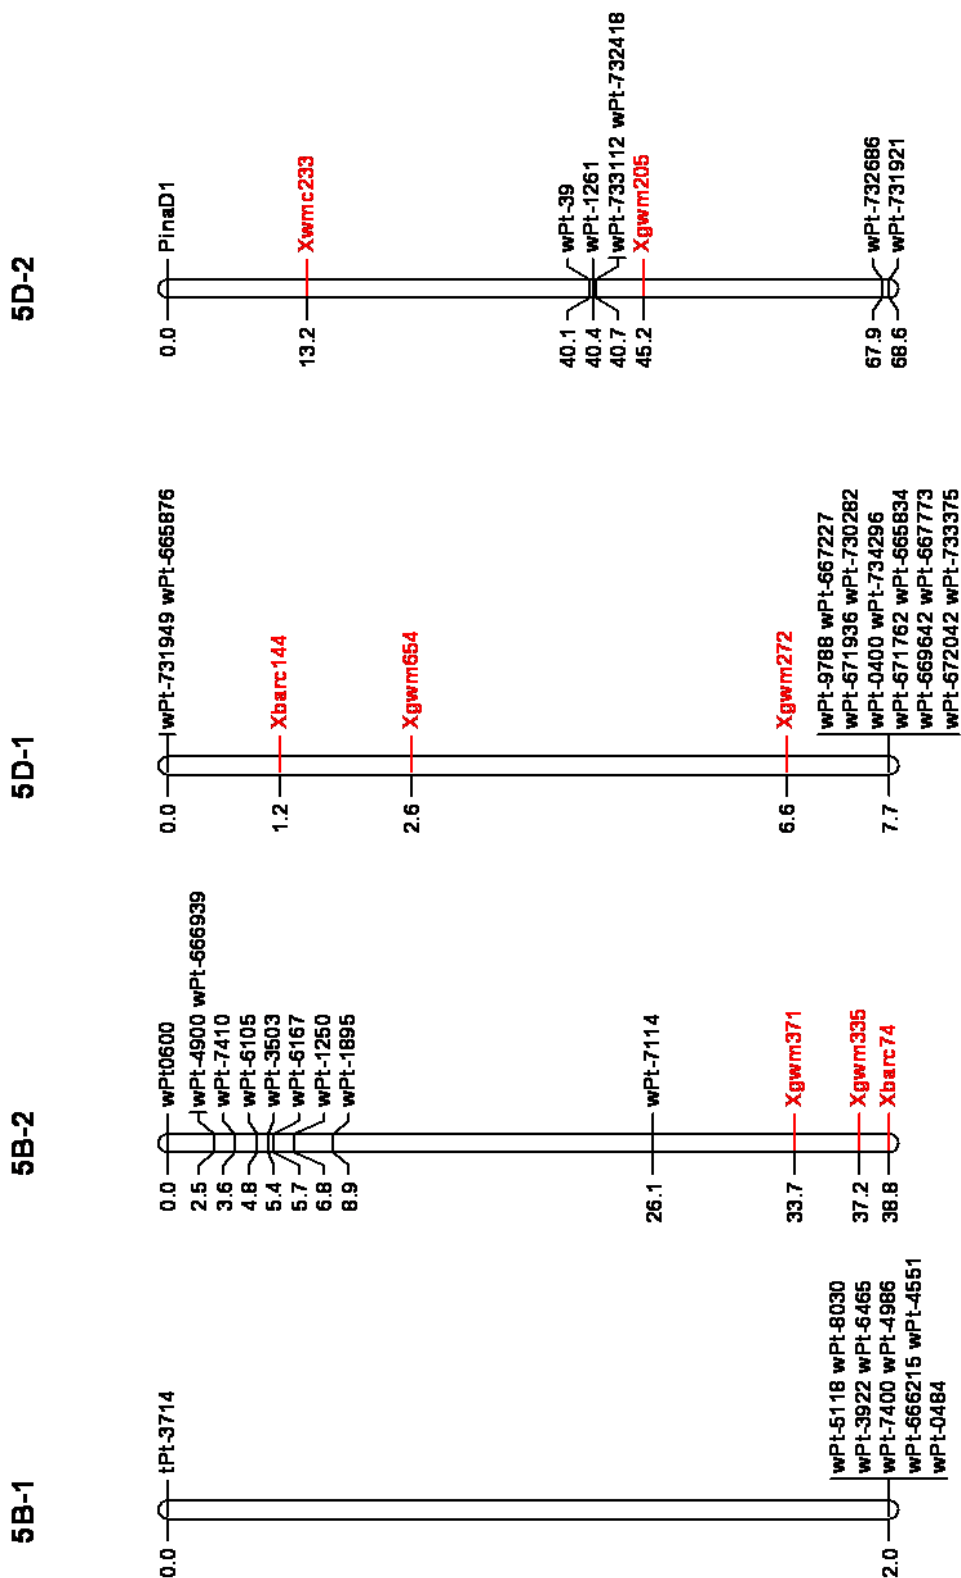 5B-1
0.0 tPt-3714
2.0
wPt-5118 wPt-8030
wPt-3922 wPt-6465
wPt-7400 wPt-4986
wPt-666215 wPt-4551
wPt-0484
5B-2
0.0 wPt0600
2.5 wPt-4900 wPt-666939
3.6 wPt-7410
4.8 wPt-6105
5.4 wPt-3503
5.7 wPt-6167
6.8 wPt-1250
8.9 wPt-1895
26.1 wPt-7114
33.7 Xgwm371
37.2 Xgwm335
38.8 Xbarc74
5D-1
0.0 wPt-731949 wPt-665876
1.2 Xbarc144
2.6 Xgwm654
6.6 Xgwm272
7.7
wPt-9788 wPt-667227
wPt-671936 wPt-730282
wPt-0400 wPt-734296
wPt-671762 wPt-665834
wPt-669642 wPt-667773
wPt-672042 wPt-733375
5D-2
0.0 PinaD1
13.2 Xwmc233
40.1 wPt-39
40.4 wPt-1261
40.7 wPt-733112 wPt-732418
45.2 Xgwm205
67.9 wPt-732686
68.6 wPt-731921